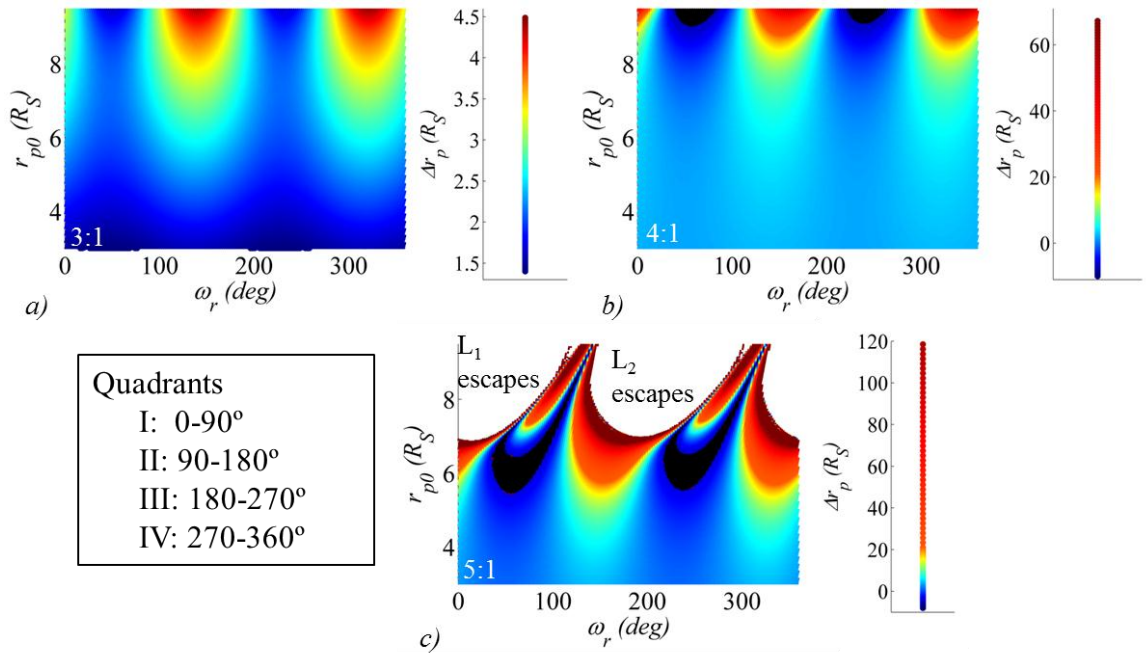 8
6
4
r_p0 (R_S)
3:1
0 100 200 300
ω_r (deg)
a)
4.5
4
3.5
3
2.5
2
1.5
Δr_p (R_S)
8
6
4
r_p0 (R_S)
4:1
0 100 200 300
ω_r (deg)
b)
60
40
20
0
Δr_p (R_S)
Quadrants
I: 0-90º
II: 90-180º
III: 180-270º
IV: 270-360º
L₁
escapes
L₂
escapes
8
6
4
r_p0 (R_S)
5:1
0 100 200 300
ω_r (deg)
c)
120
100
80
60
40
20
0
Δr_p (R_S)